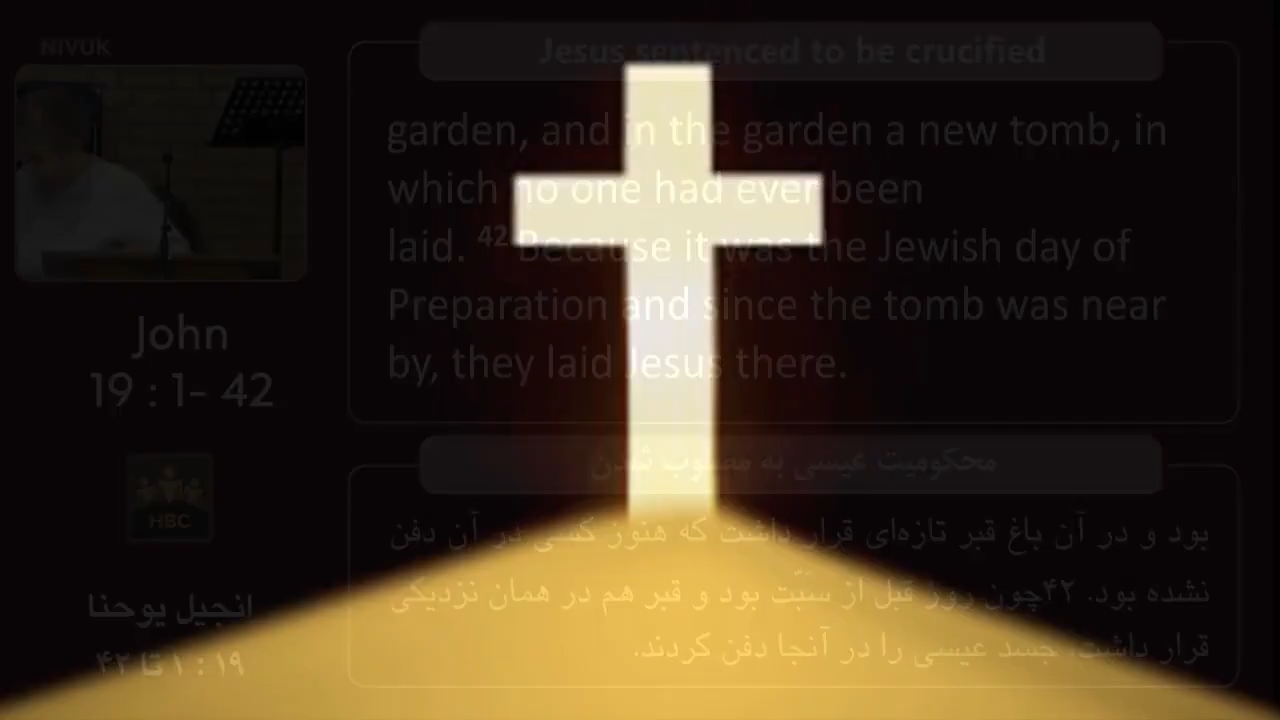 NIVUK
Jesus sentenced to be crucified
garden, and in the garden a new tomb, in
which no one had ever been
laid. 42 Because it was the Jewish day of
Preparation and since the tomb was near
by, they laid Jesus there.
John
19 : 1- 42
HBC
محکومیت عیسی به مصلوب شدن
بود و در آن باغ قبر تازه‌ای قرار داشت که هنوز کسی در آن دفن
نشده بود. ۴۲چون روز قبل از سَبّت بود و قبر هم در همان نزدیکی
قرار داشت، جسد عیسی را در آنجا دفن کردند.
انجیل یوحنا
۱۹ : ۱ تا ۴۲